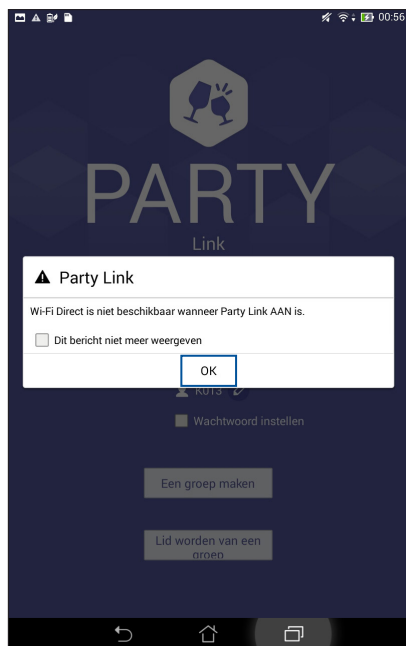 00:56
PARTY
Link
Party Link
Wi-Fi Direct is niet beschikbaar wanneer Party Link AAN is.
Dit bericht niet meer weergeven
OK
K013
Wachtwoord instellen
Een groep maken
Lid worden van een
groep